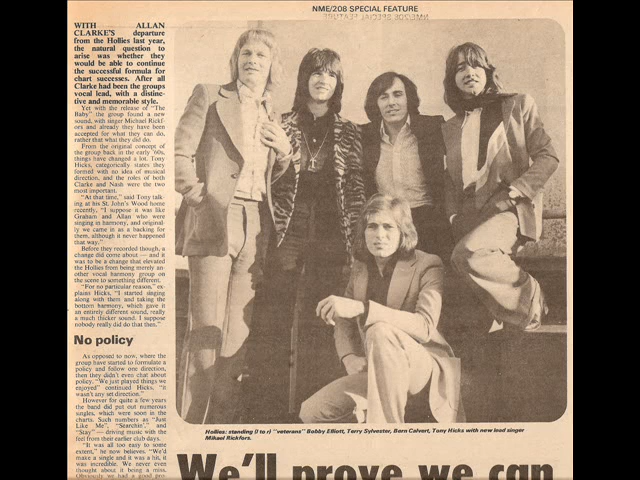 NME/208 SPECIAL FEATURE
WITH ALLAN
CLARKE'S departure
from the Hollies last year,
the natural question to
arise was whether they
would be able to continue
the successful formula for
chart successes. After all
Clarke had been the groups
vocal lead, with a distinc-
tive and memorable style.
Yet with the release of "The
Baby" the group found a new
sound, with singer Michael Rickf-
ors and already they have been
accepted for what they can do,
rather than what they did do.
From the original concept of
the group back in the early '60s,
things have changed a lot. Tony
Hicks, categorically states they
formed with no idea of musical
direction, and the roles of both
Clarke and Nash were the two
most important.
"At that time," said Tony talk-
ing at his St. John's Wood home
recently, "I suppose it was like
Graham and Allan who were
singing in harmony, and original-
ly we came in as a backing for
them, although it never happened
that way."
Before they recorded though, a
change did come about — and it
was to be a change that elevated
the Hollies from being merely an-
other vocal harmony group on
the scene to something different.
"For no particular reason," ex-
plains Hicks, "I started singing
along with them and taking the
bottom harmony, which gave it
an entirely different sound, really
a much thicker sound. I suppose
nobody really did do that then."
No policy
As opposed to now, where the
group have started to formulate a
policy and follow one direction,
then they didn't even chat about
policy. "We just played things we
enjoyed" continued Hicks, "it
wasn't any set direction."
However for quite a few years
the band did put out numerous
singles, which were soon in the
charts. Such numbers as "Just
Like Me", "Searchin'," and
"Stay" — driving music with the
feel from their earlier club days.
"It was all too easy to some
extent," he now believes. "We'd
make a single and it was a hit, it
was incredible. We never even
thought about it being a miss.
Obviously we had a good pro-
Hollies: standing (l to r) "veterans" Bobby Elliott, Terry Sylvester, Bern Calvert, Tony Hicks with new lead singer
Mikael Rickfors.
We'll prove we can